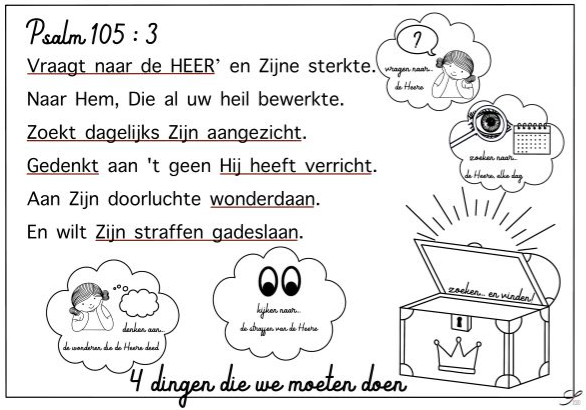 Psalm 105 : 3
Vraagt naar de HEER' en Zijne sterkte.
Naar Hem, Die al uw heil bewerkte.
Zoekt dagelijks Zijn aangezicht.
Gedenkt aan 't geen Hij heeft verricht.
Aan Zijn doorluchte wonderdaan.
En wilt Zijn straffen gadeslaan.
?
vragen naar...
de Heere
zoeken naar...
de Heere, elke dag
zoeken... en vinden!
denken aan...
de wonderen die de Heere deed
kijken naar...
de straffen van de Heere
4 dingen die we moeten doen